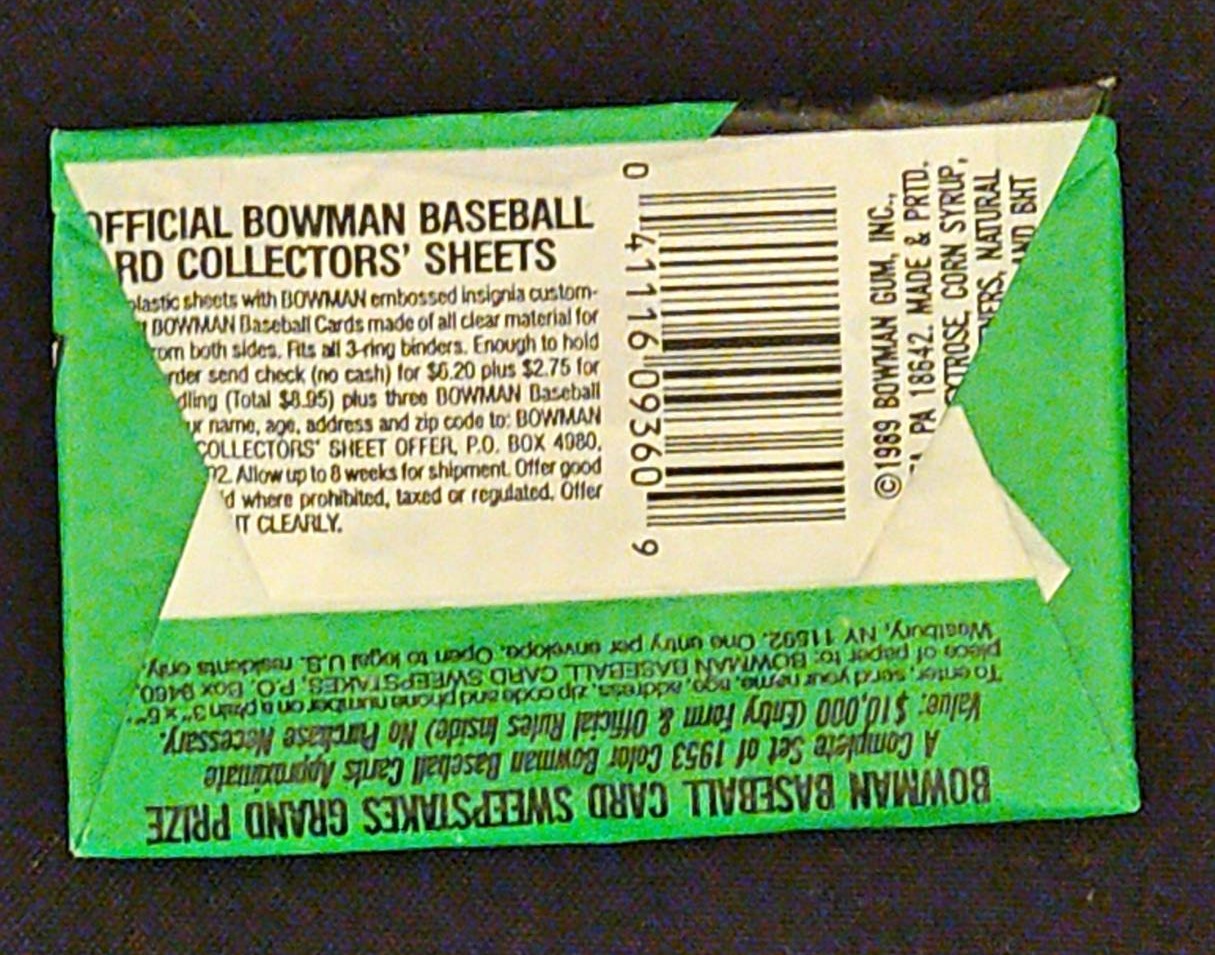 OFFICIAL BOWMAN BASEBALL
RD COLLECTORS' SHEETS
lastic sheets with BOWMAN embossed insignia custom-
BOWMAN Baseball Cards made of all clear material for
rom both sides. Fits all 3-ring binders. Enough to hold
rder send check (no cash) for $6.20 plus $2.75 for
dling (Total $8.95) plus three BOWMAN Baseball
ur name, age, address and zip code to: BOWMAN
COLLECTORS' SHEET OFFER, P.O. BOX 4980,
92. Allow up to 8 weeks for shipment. Offer good
d where prohibited, taxed or regulated. Offer
IT CLEARLY.
0 41116 09360 9
©1989 BOWMAN GUM, INC.,
PA 18642. MADE & PRTD.
EXTROSE, CORN SYRUP,
NERS, NATURAL
AND BHT
BOWMAN BASEBALL CARD SWEEPSTAKES GRAND PRIZE
A Complete Set of 1953 Color Bowman Baseball Cards Approximate
Value: $10,000 (Entry Form & Official Rules Inside) No Purchase Necessary.
To enter, send your name, age, address, zip code and phone number on a plain 3" x 5"
piece of paper to: BOWMAN BASEBALL CARD SWEEPSTAKES, P.O. Box 9460,
Westbury, NY 11592. One entry per envelope. Open to legal U.S. residents only.